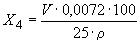 X₄ = V · 0,0072 · 100 / 25 · ρ